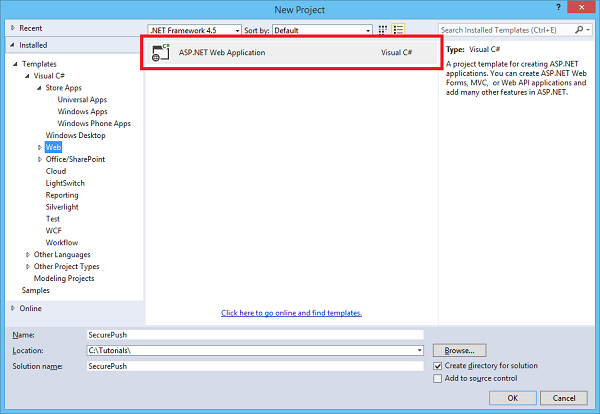 New Project
? ×
Recent
.NET Framework 4.5 Sort by: Default
Search Installed Templates (Ctrl+E)
Installed
C#
ASP.NET Web Application Visual C#
Type: Visual C#
A project template for creating ASP.NET
applications. You can create ASP.NET Web
Forms, MVC, or Web API applications and
add many other features in ASP.NET.
Templates
Visual C#
Store Apps
Universal Apps
Windows Apps
Windows Phone Apps
Windows Desktop
Web
Office/SharePoint
Cloud
LightSwitch
Reporting
Silverlight
Test
WCF
Workflow
Other Languages
Other Project Types
Modeling Projects
Samples
Online
Click here to go online and find templates.
Name: SecurePush
Location: C:\Tutorials\ Browse...
Solution name: SecurePush
Create directory for solution
Add to source control
OK Cancel